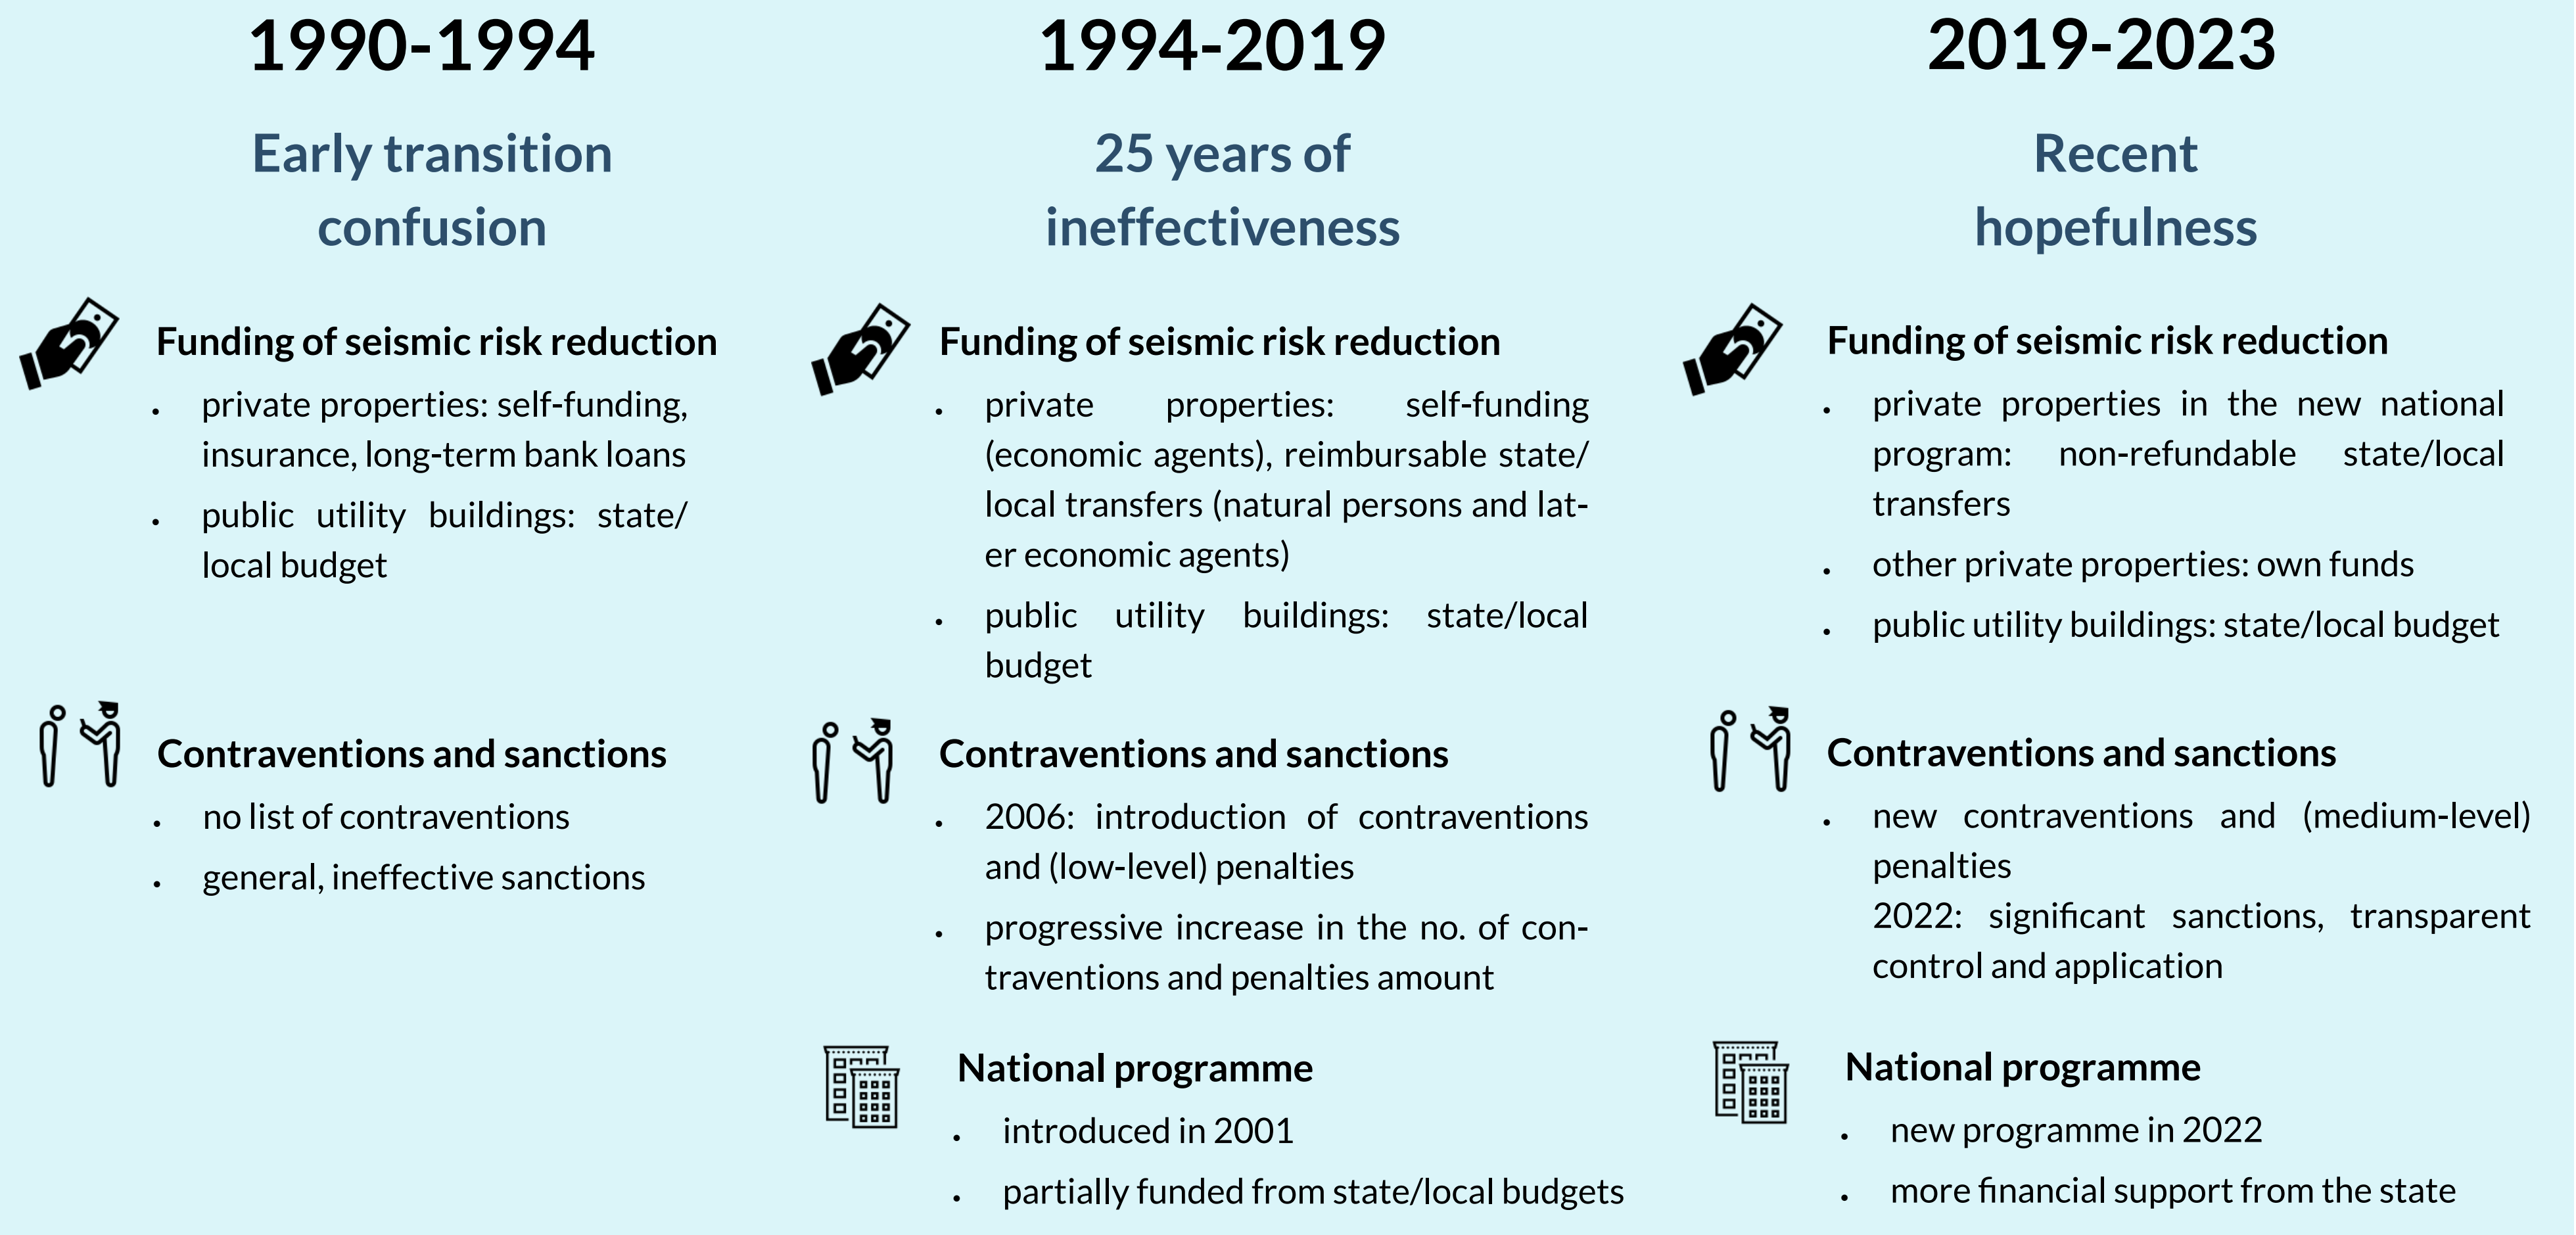 1990-1994
Early transition
confusion
Funding of seismic risk reduction
• private properties: self-funding,
insurance, long-term bank loans
• public utility buildings: state/
local budget
Contraventions and sanctions
• no list of contraventions
• general, ineffective sanctions
1994-2019
25 years of
ineffectiveness
Funding of seismic risk reduction
• private properties: self-funding
(economic agents), reimbursable state/
local transfers (natural persons and lat-
er economic agents)
• public utility buildings: state/local
budget
Contraventions and sanctions
• 2006: introduction of contraventions
and (low-level) penalties
• progressive increase in the no. of con-
traventions and penalties amount
National programme
• introduced in 2001
• partially funded from state/local budgets
2019-2023
Recent
hopefulness
Funding of seismic risk reduction
• private properties in the new national
program: non-refundable state/local
transfers
• other private properties: own funds
• public utility buildings: state/local budget
Contraventions and sanctions
• new contraventions and (medium-level)
penalties
2022: significant sanctions, transparent
control and application
National programme
• new programme in 2022
• more financial support from the state